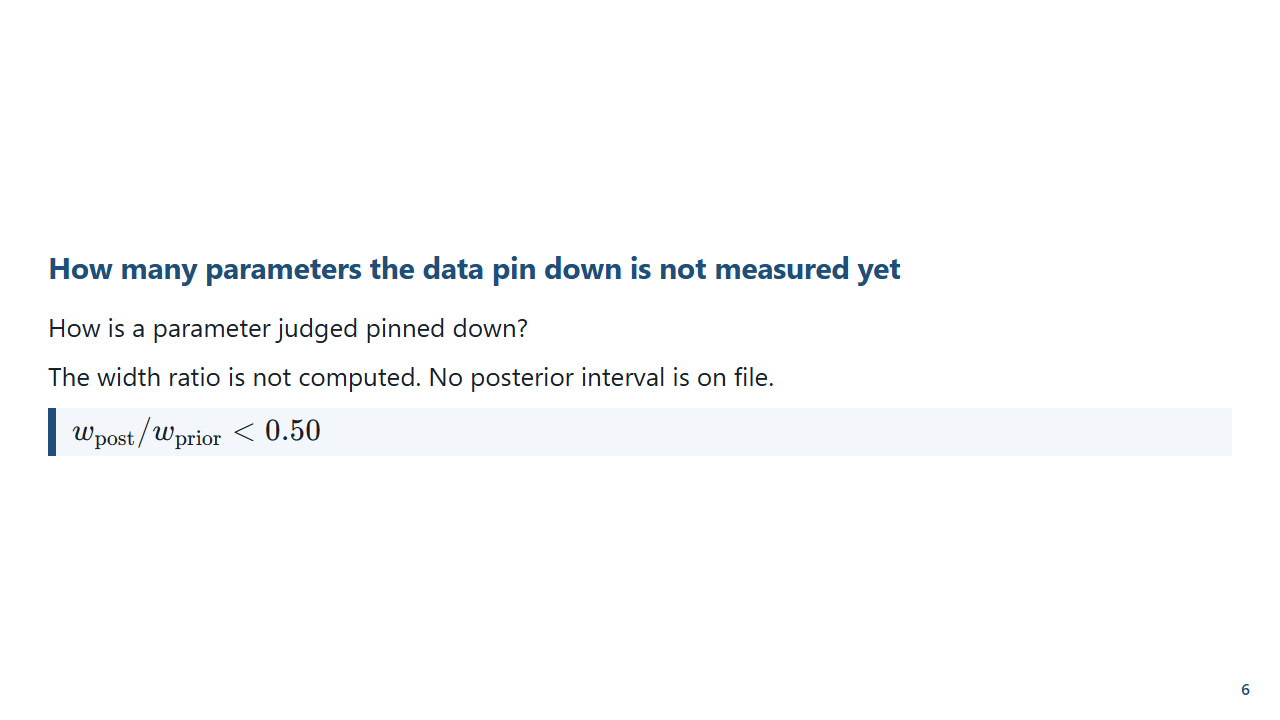 How many parameters the data pin down is not measured yet
How is a parameter judged pinned down?
The width ratio is not computed. No posterior interval is on file.
w_post/w_prior < 0.50
6